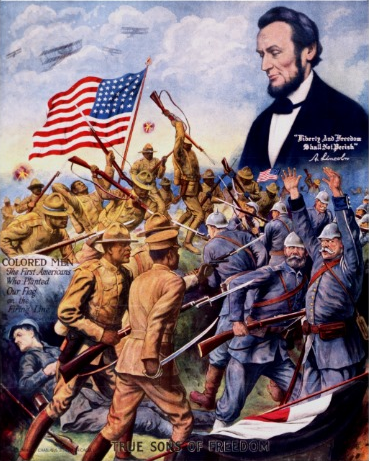 "Liberty And Freedom
Shall Not Perish"
A. Lincoln
COLORED MEN
The First Americans
Who Planted
Our Flag
on the
Firing Line
TRUE SONS OF FREEDOM